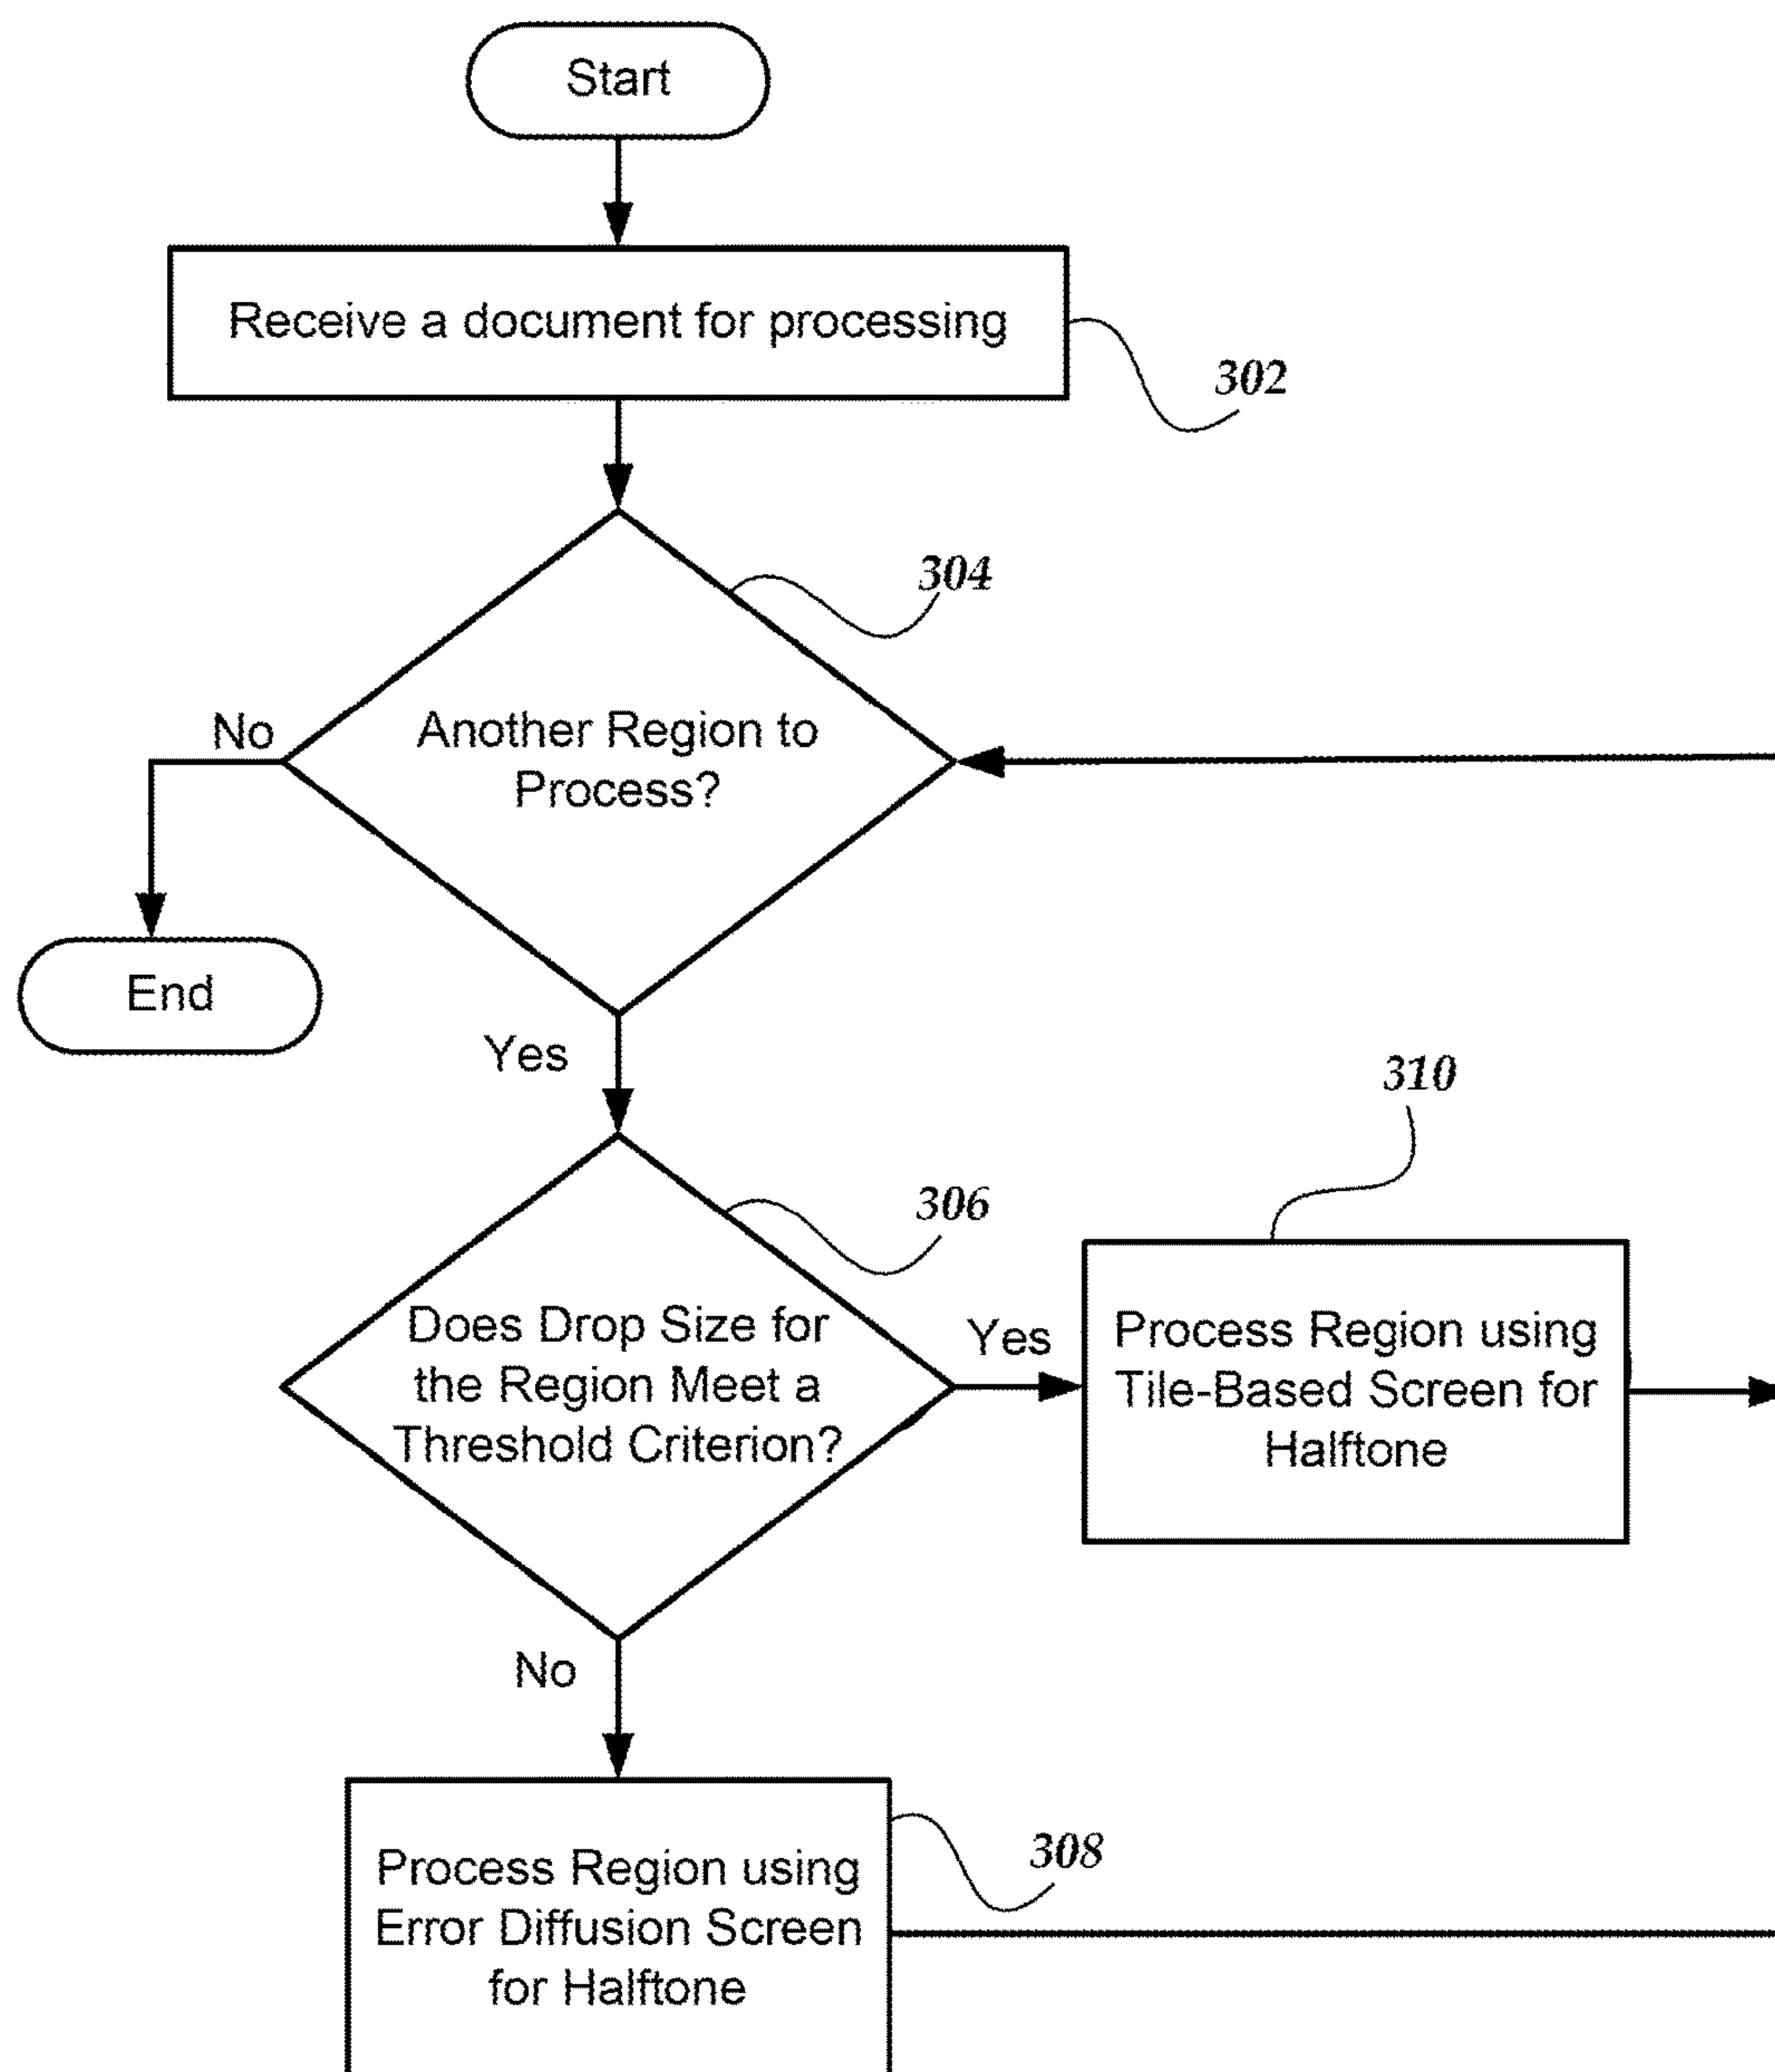 Start
Receive a document for processing
302
304
Another Region to
Process?
No
End
Yes
310
306
Does Drop Size for
the Region Meet a
Threshold Criterion?
Yes
Process Region using
Tile-Based Screen for
Halftone
No
308
Process Region using
Error Diffusion Screen
for Halftone